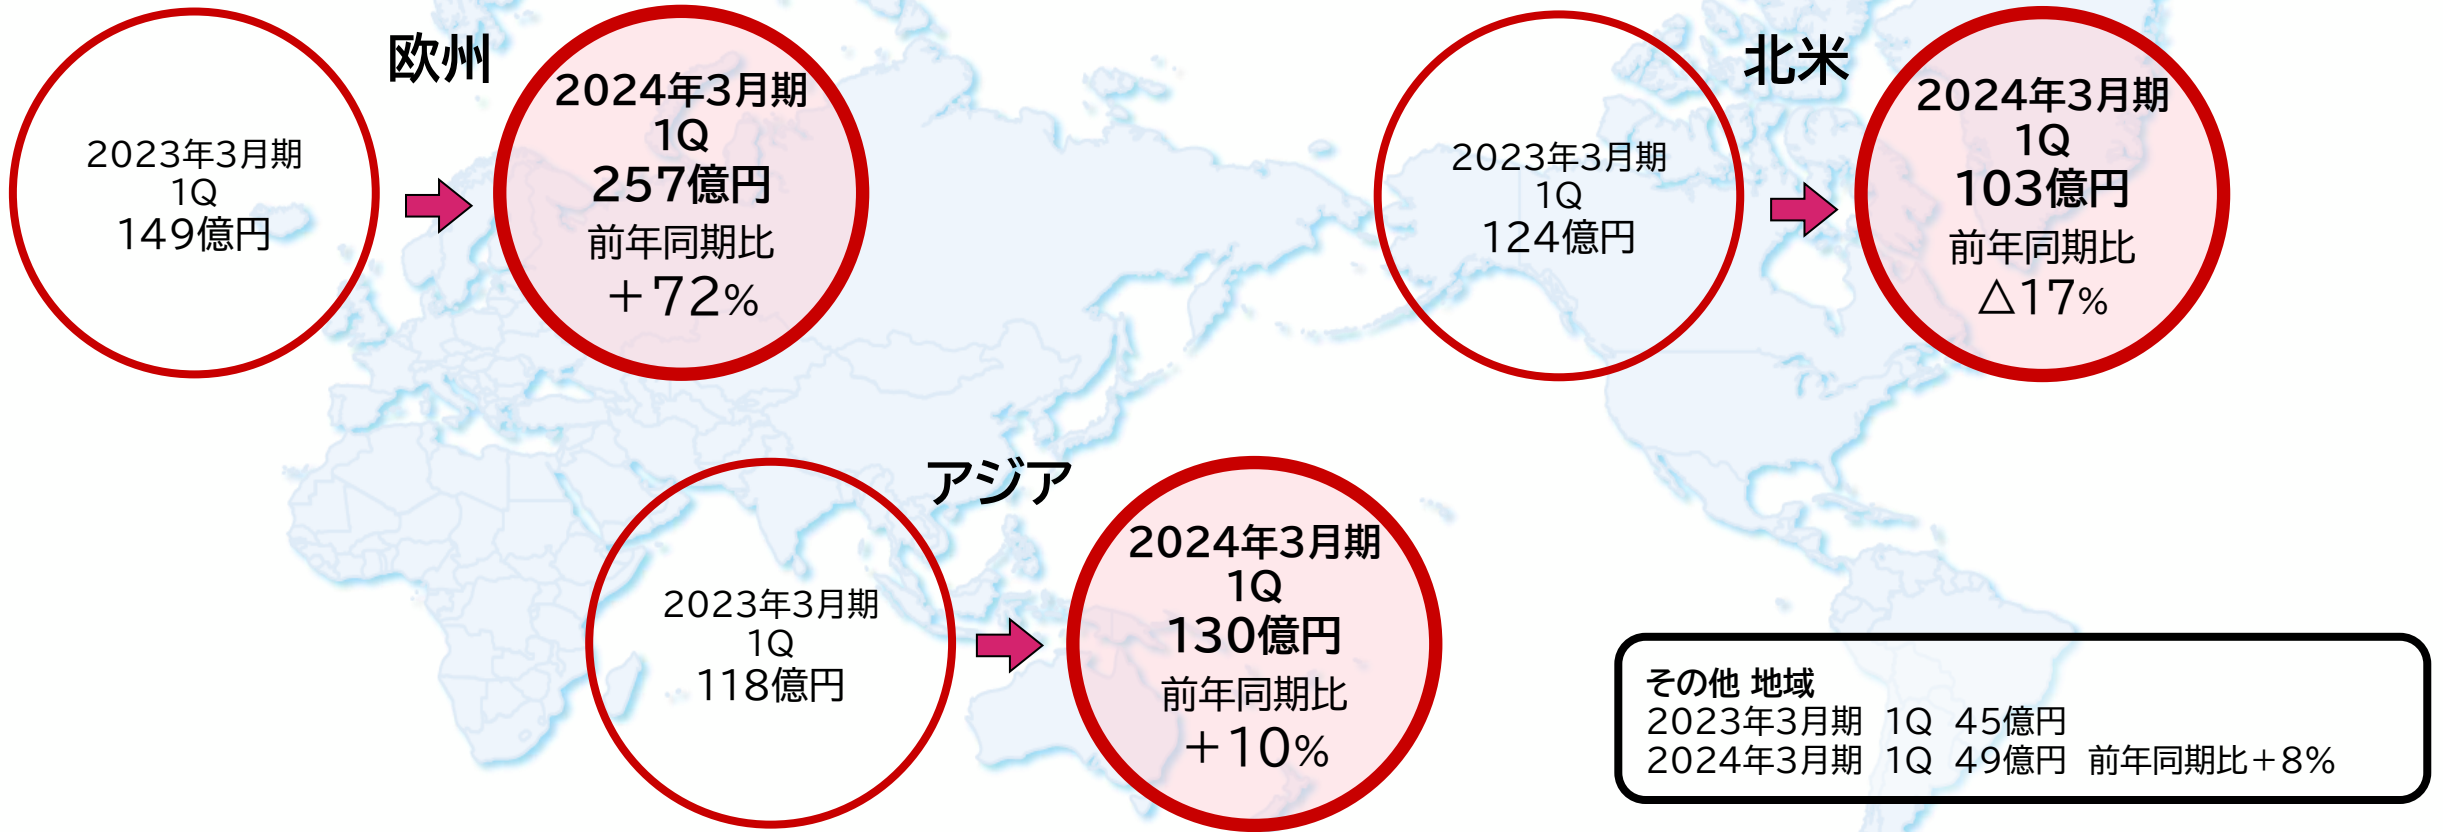 欧州
2023年3月期
1Q
149億円
2024年3月期
1Q
257億円
前年同期比
＋72%
北米
2023年3月期
1Q
124億円
2024年3月期
1Q
103億円
前年同期比
△17%
アジア
2023年3月期
1Q
118億円
2024年3月期
1Q
130億円
前年同期比
＋10%
その他 地域
2023年3月期 1Q 45億円
2024年3月期 1Q 49億円 前年同期比＋8%